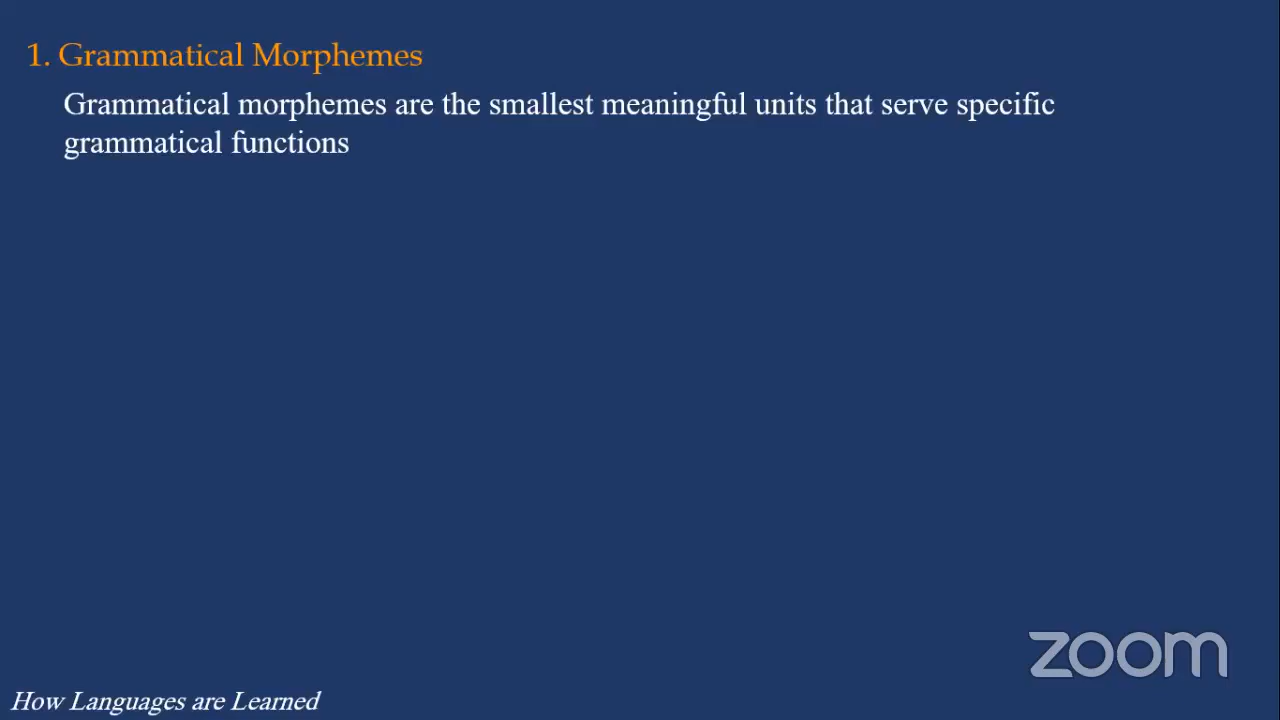 1. Grammatical Morphemes
Grammatical morphemes are the smallest meaningful units that serve specific
grammatical functions
zoom
How Languages are Learned